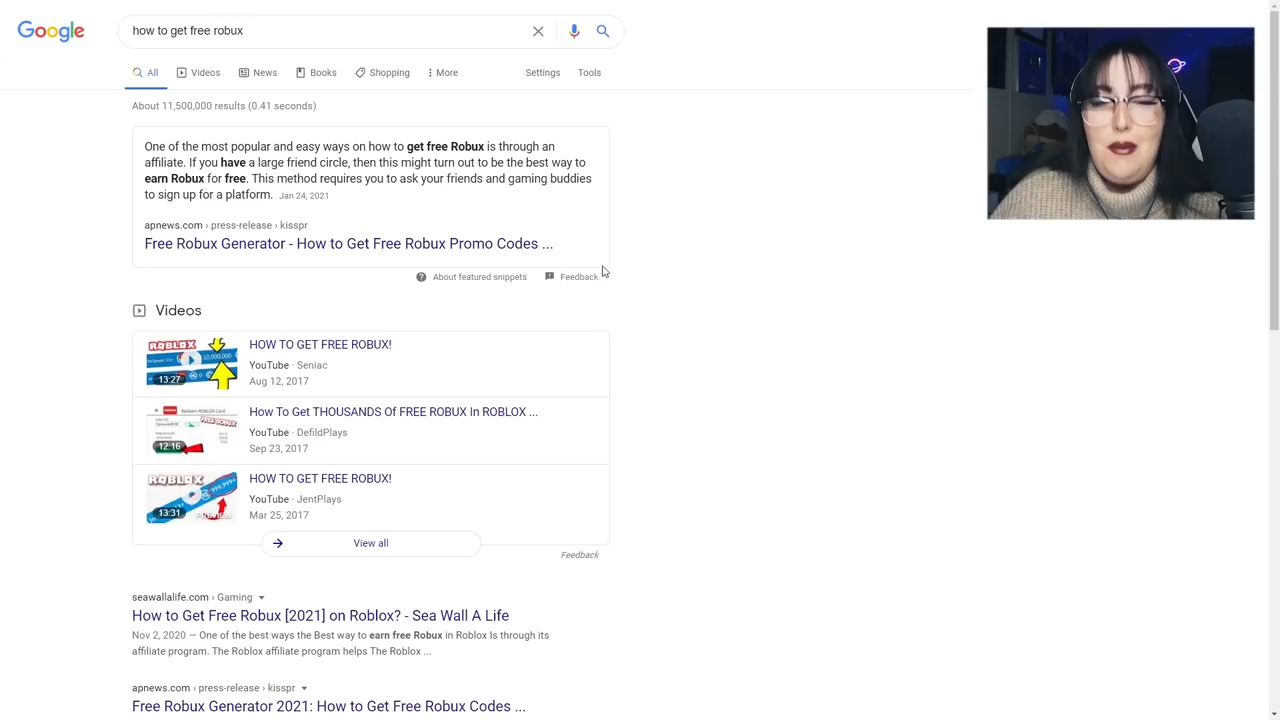 Google
how to get free robux
All Videos News Books Shopping More Settings Tools
About 11,500,000 results (0.41 seconds)
One of the most popular and easy ways on how to get free Robux is through an
affiliate. If you have a large friend circle, then this might turn out to be the best way to
earn Robux for free. This method requires you to ask your friends and gaming buddies
to sign up for a platform. Jan 24, 2021
apnews.com › press-release › kisspr
Free Robux Generator - How to Get Free Robux Promo Codes ...
About featured snippets Feedback
Videos
ROBLOX
13:27
HOW TO GET FREE ROBUX!
YouTube · Seniac
Aug 12, 2017
12:16
How To Get THOUSANDS Of FREE ROBUX In ROBLOX ...
YouTube · DefildPlays
Sep 23, 2017
ROBLOX
13:31
HOW TO GET FREE ROBUX!
YouTube · JentPlays
Mar 25, 2017
View all
Feedback
seawallalife.com › Gaming
How to Get Free Robux [2021] on Roblox? - Sea Wall A Life
Nov 2, 2020 — One of the best ways the Best way to earn free Robux in Roblox Is through its
affiliate program. The Roblox affiliate program helps The Roblox ...
apnews.com › press-release › kisspr
Free Robux Generator 2021: How to Get Free Robux Codes ...